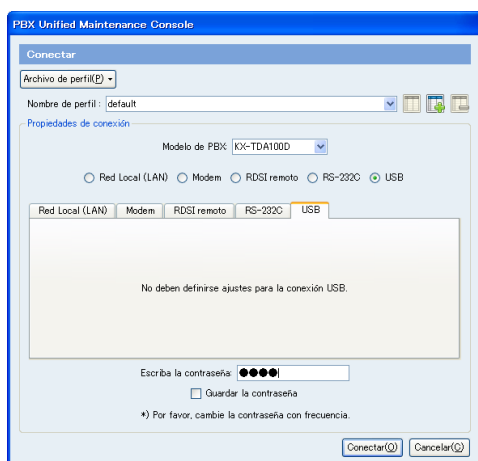 PBX Unified Maintenance Console
Conectar
Archivo de perfil(P)
Nombre de perfil : default
Propiedades de conexión
Modelo de PBX: KX-TDA100D
Red Local (LAN) Modem RDSI remoto RS-232C USB
Red Local (LAN) Modem RDSI remoto RS-232C USB
No deben definirse ajustes para la conexión USB.
Escriba la contraseña: ●●●●
Guardar la contraseña
*) Por favor, cambie la contraseña con frecuencia.
Conectar(O) Cancelar(C)